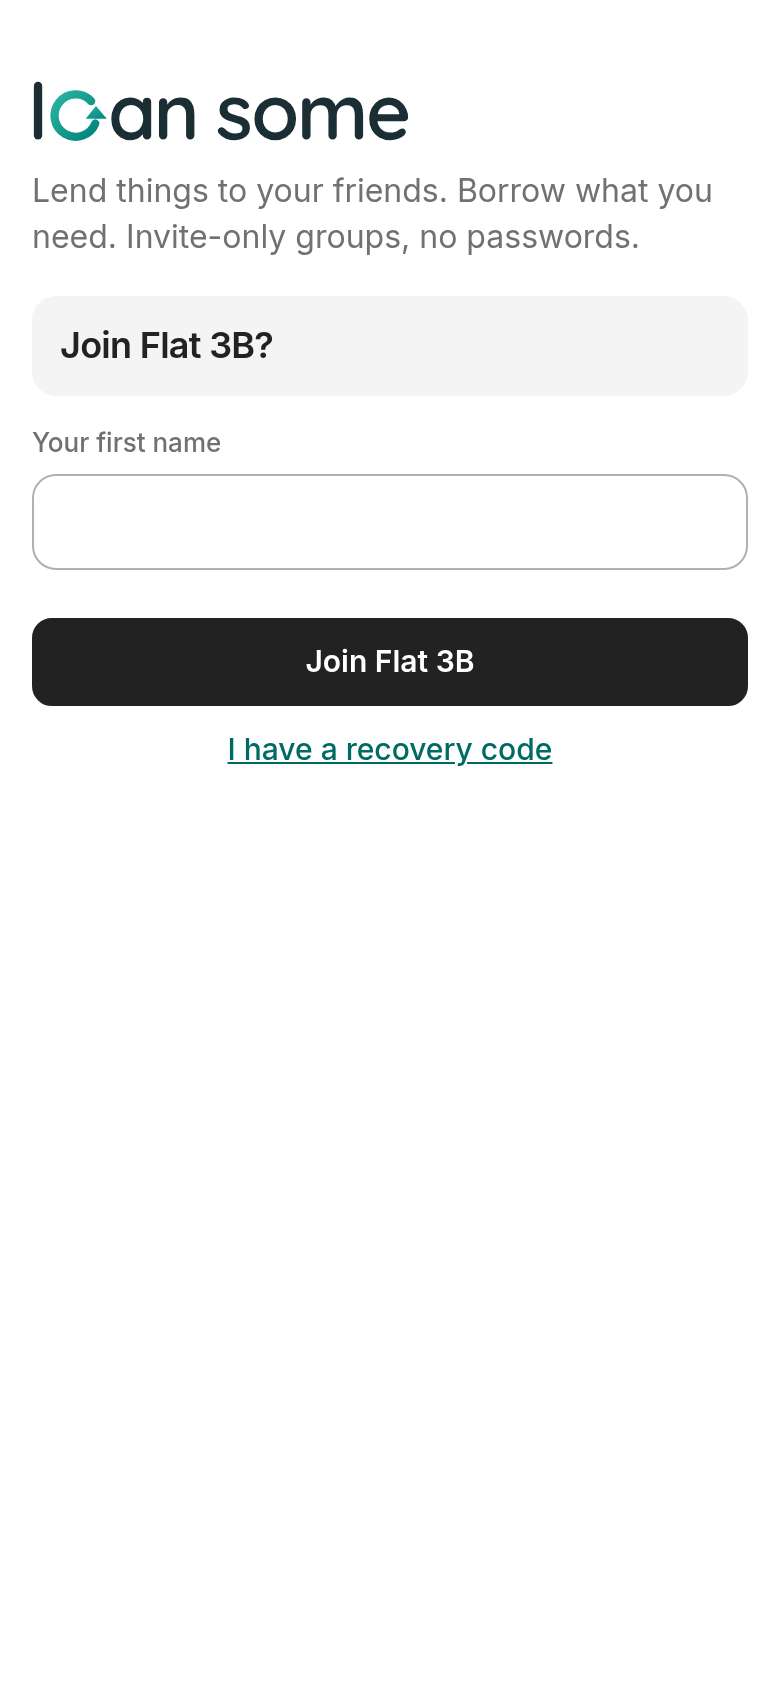 loan some
Lend things to your friends. Borrow what you
need. Invite-only groups, no passwords.
Join Flat 3B?
Your first name
Join Flat 3B
I have a recovery code